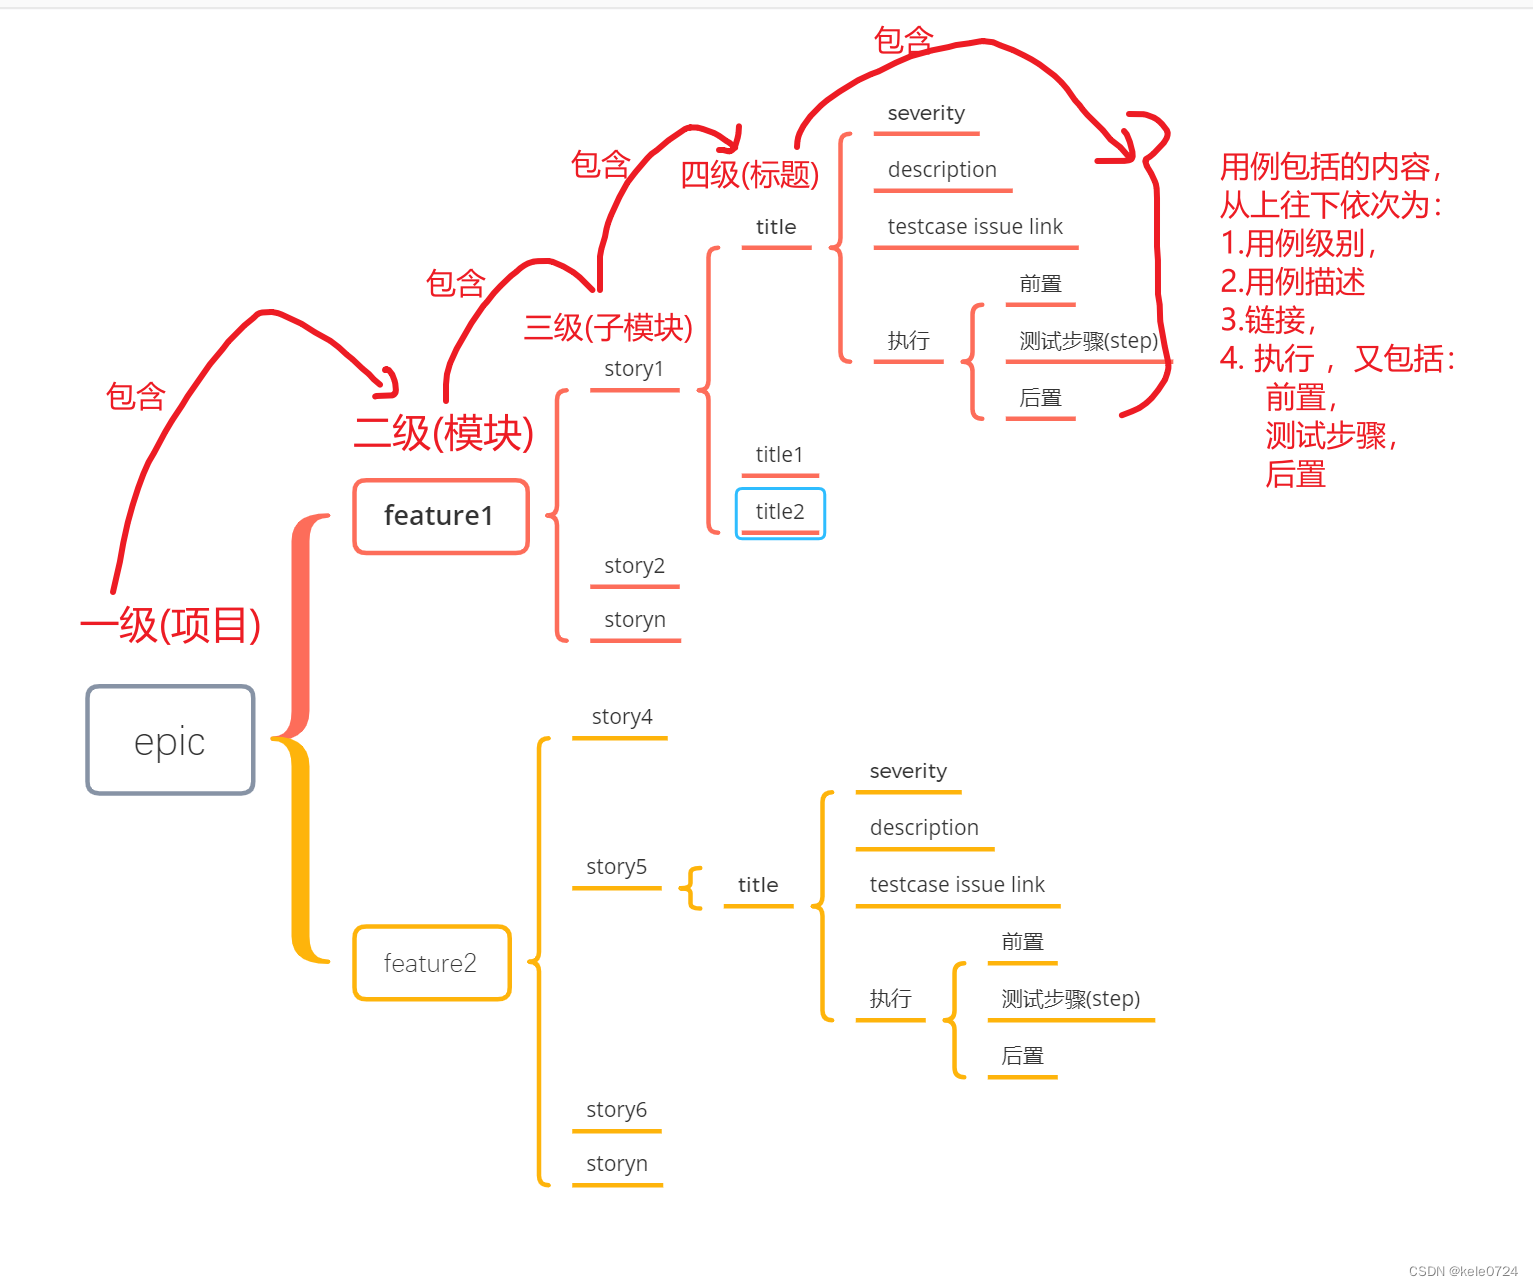 包含
severity
包含
四级(标题)
description
title
testcase issue link
前置
执行
测试步骤(step)
后置
用例包括的内容，
从上往下依次为：
1.用例级别，
2.用例描述
3.链接，
4. 执行 ，又包括：
前置，
测试步骤，
后置
包含
三级(子模块)
story1
title1
title2
包含
二级(模块)
feature1
story2
storyn
一级(项目)
epic
story4
severity
description
story5
title
testcase issue link
前置
执行
测试步骤(step)
后置
feature2
story6
storyn
CSDN @kele0724